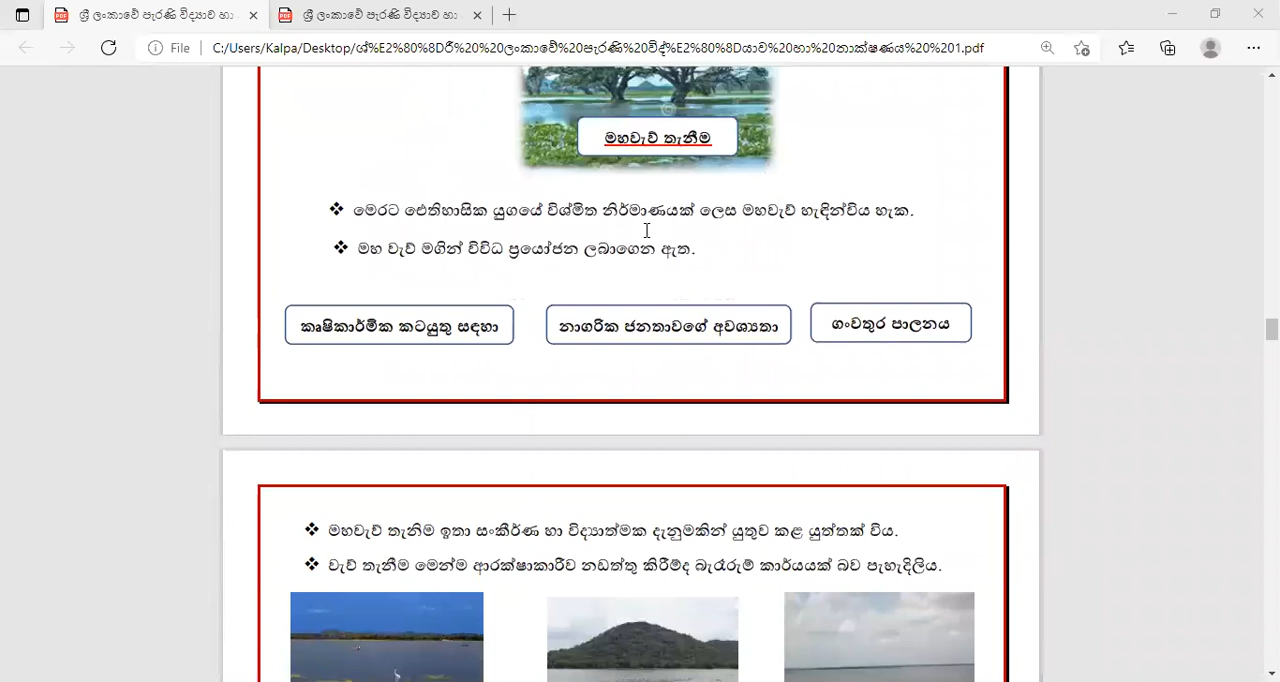 ශ්‍රී ලංකාවේ පැරණි විද්‍යාව හා
ශ්‍රී ලංකාවේ පැරණි විද්‍යාව හා
File
C:/Users/Kalpa/Desktop/ශ්%E2%80%8Dරී%20%20ලංකාවේ%20පැරණි%20විද්%E2%80%8Dයාව%20හා%20තාක්ෂණය%20%201.pdf
මහවැව් තැනීම
❖ මෙරට ඓතිහාසික යුගයේ විශ්මිත නිර්මාණයක් ලෙස මහවැව් හැඳින්විය හැක.
❖ මහ වැව් මගින් විවිධ ප්‍රයෝජන ලබාගෙන ඇත.
කෘෂිකාර්මික කටයුතු සඳහා
නාගරික ජනතාවගේ අවශ්‍යතා
ගංවතුර පාලනය
❖ මහවැව් තැනිම ඉතා සංකීර්ණ හා විද්‍යාත්මක දැනුමකින් යුතුව කළ යුත්තක් විය.
❖ වැව් තැනීම මෙන්ම ආරක්ෂාකාරීව නඩත්තු කිරීම්ද බැරෑරුම් කාර්යයක් බව පැහැදිලිය.